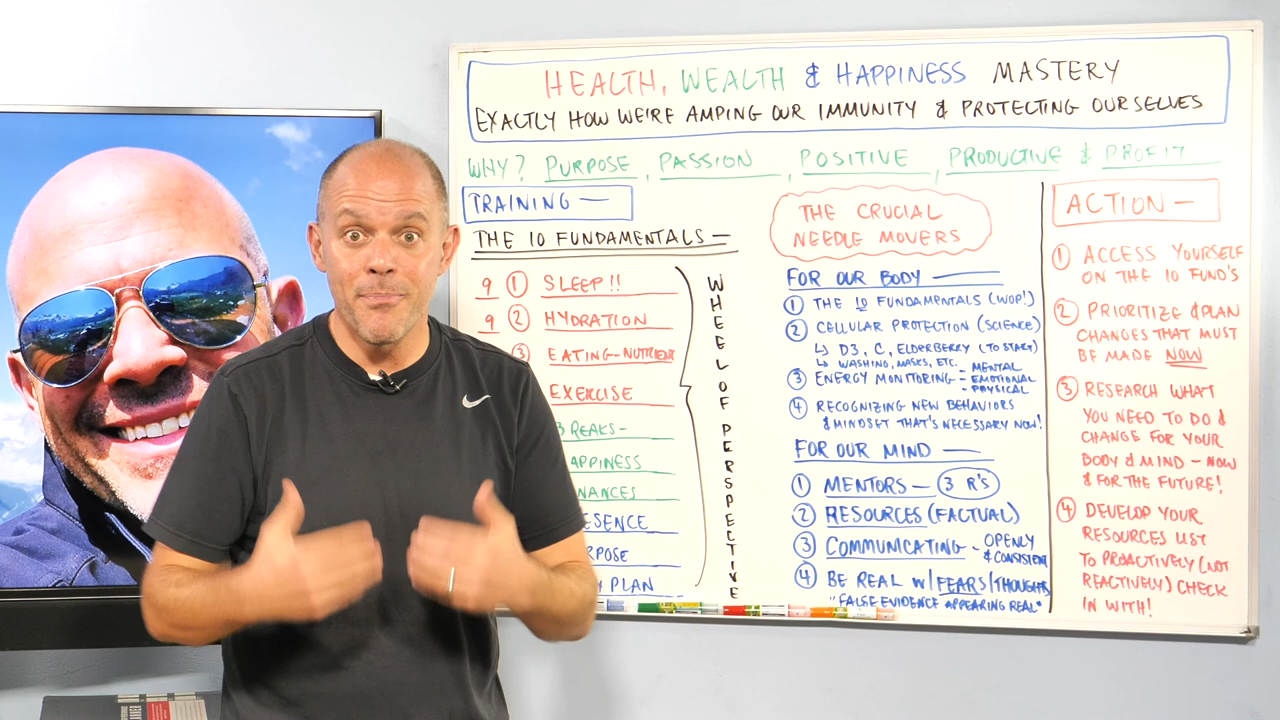 HEALTH, WEALTH & HAPPINESS MASTERY
EXACTLY HOW WE'RE AMPING OUR IMMUNITY & PROTECTING OURSELVES
WHY? PURPOSE, PASSION, POSITIVE, PRODUCTIVE & PROFIT
TRAINING —
THE 10 FUNDAMENTALS —
9 1 SLEEP!!
9 2 HYDRATION
3 EATING - NUTRIENT
EXERCISE
BREAKS -
APPINESS
NANCES
ESENCE
RPOSE
PLAN
WHEEL OF PERSPECTIVE
THE CRUCIAL
NEEDLE MOVERS
FOR OUR BODY —
1 THE 10 FUNDAMENTALS (WOP!)
2 CELLULAR PROTECTION (SCIENCE)
↳ D3, C, ELDERBERRY (TO START)
↳ WASHING, MASKS, ETC.
3 ENERGY MONITORING - MENTAL
- EMOTIONAL
- PHYSICAL
4 RECOGNIZING NEW BEHAVIORS
& MINDSET THAT'S NECESSARY NOW!
FOR OUR MIND —
1 MENTORS — 3 R'S
2 RESOURCES (FACTUAL)
3 COMMUNICATING - OPENLY
& CONSISTENT
4 BE REAL W/ FEARS/THOUGHTS
"FALSE EVIDENCE APPEARING REAL"
ACTION —
1 ACCESS YOURSELF
ON THE 10 FUND'S
2 PRIORITIZE & PLAN
CHANGES THAT MUST
BE MADE NOW
3 RESEARCH WHAT
YOU NEED TO DO &
CHANGE FOR YOUR
BODY & MIND - NOW
& FOR THE FUTURE!
4 DEVELOP YOUR
RESOURCES LIST
TO PROACTIVELY (NOT
REACTIVELY) CHECK
IN WITH!